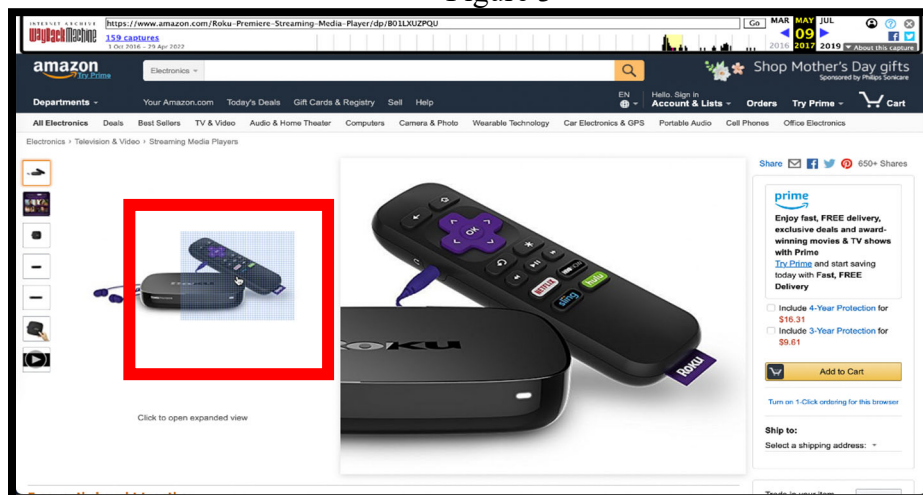 Figure 3
INTERNET ARCHIVE
WayBack Machine
https://www.amazon.com/Roku-Premiere-Streaming-Media-Player/dp/B01LXUZPQU
Go
MAR MAY JUL
159 captures
09
1 Oct 2016 - 29 Apr 2022
2016 2017 2019
About this capture
amazon
Try Prime
Electronics
Shop Mother's Day gifts
Sponsored by Philips Sonicare
Departments
Your Amazon.com Today's Deals Gift Cards & Registry Sell Help
EN
Hello. Sign in
Account & Lists
Orders
Try Prime
Cart
All Electronics Deals Best Sellers TV & Video Audio & Home Theater Computers Camera & Photo Wearable Technology Car Electronics & GPS Portable Audio Cell Phones Office Electronics
Electronics › Television & Video › Streaming Media Players
Share
650+ Shares
OK
NETFLIX
sling
hulu
ROKU
Roku
Click to open expanded view
prime
Enjoy fast, FREE delivery,
exclusive deals and award-
winning movies & TV shows
with Prime
Try Prime and start saving
today with Fast, FREE
Delivery
Include 4-Year Protection for
$16.31
Include 3-Year Protection for
$9.61
Add to Cart
Turn on 1-Click ordering for this browser
Ship to:
Select a shipping address: